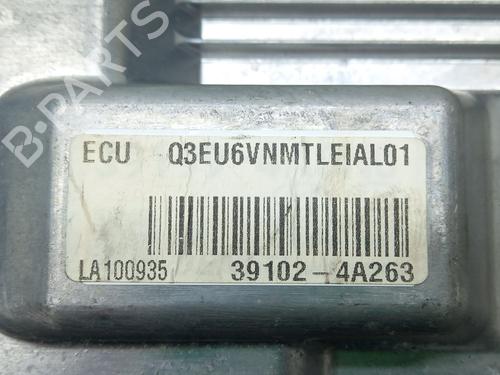 B-PARTS
ECU Q3EU6VNMTLEIAL01
LA100935 39102-4A263